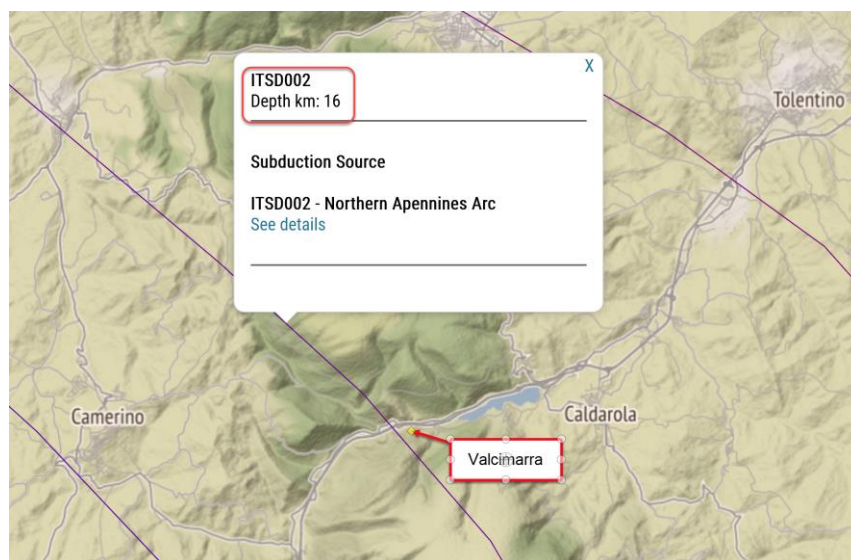 ITSD002
X
Depth km: 16
Tolentino
Subduction Source
ITSD002 - Northern Apennines Arc
See details
Camerino
Caldarola
Valcimarra